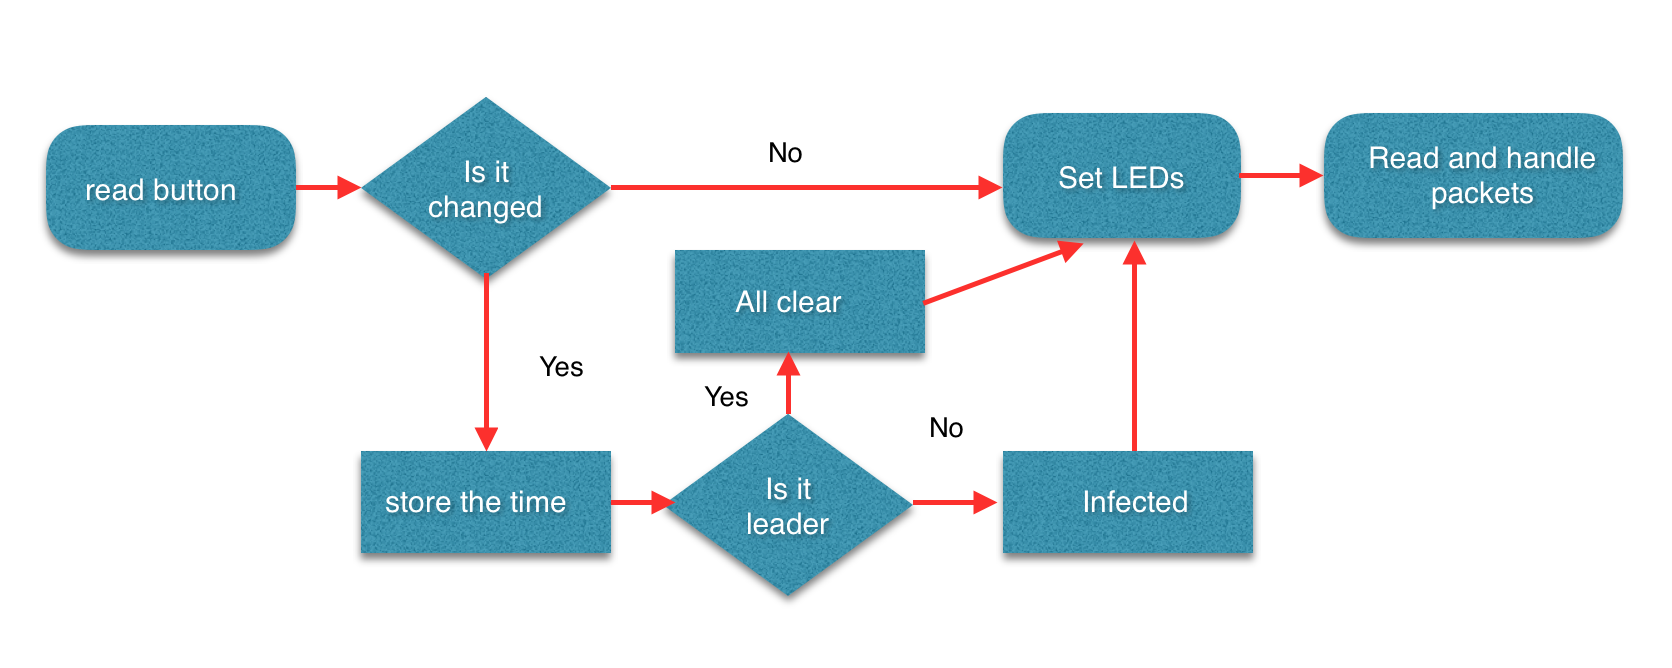 read button
Is it
changed
No
Set LEDs
Read and handle
packets
All clear
Yes
Yes
No
store the time
Is it
leader
Infected